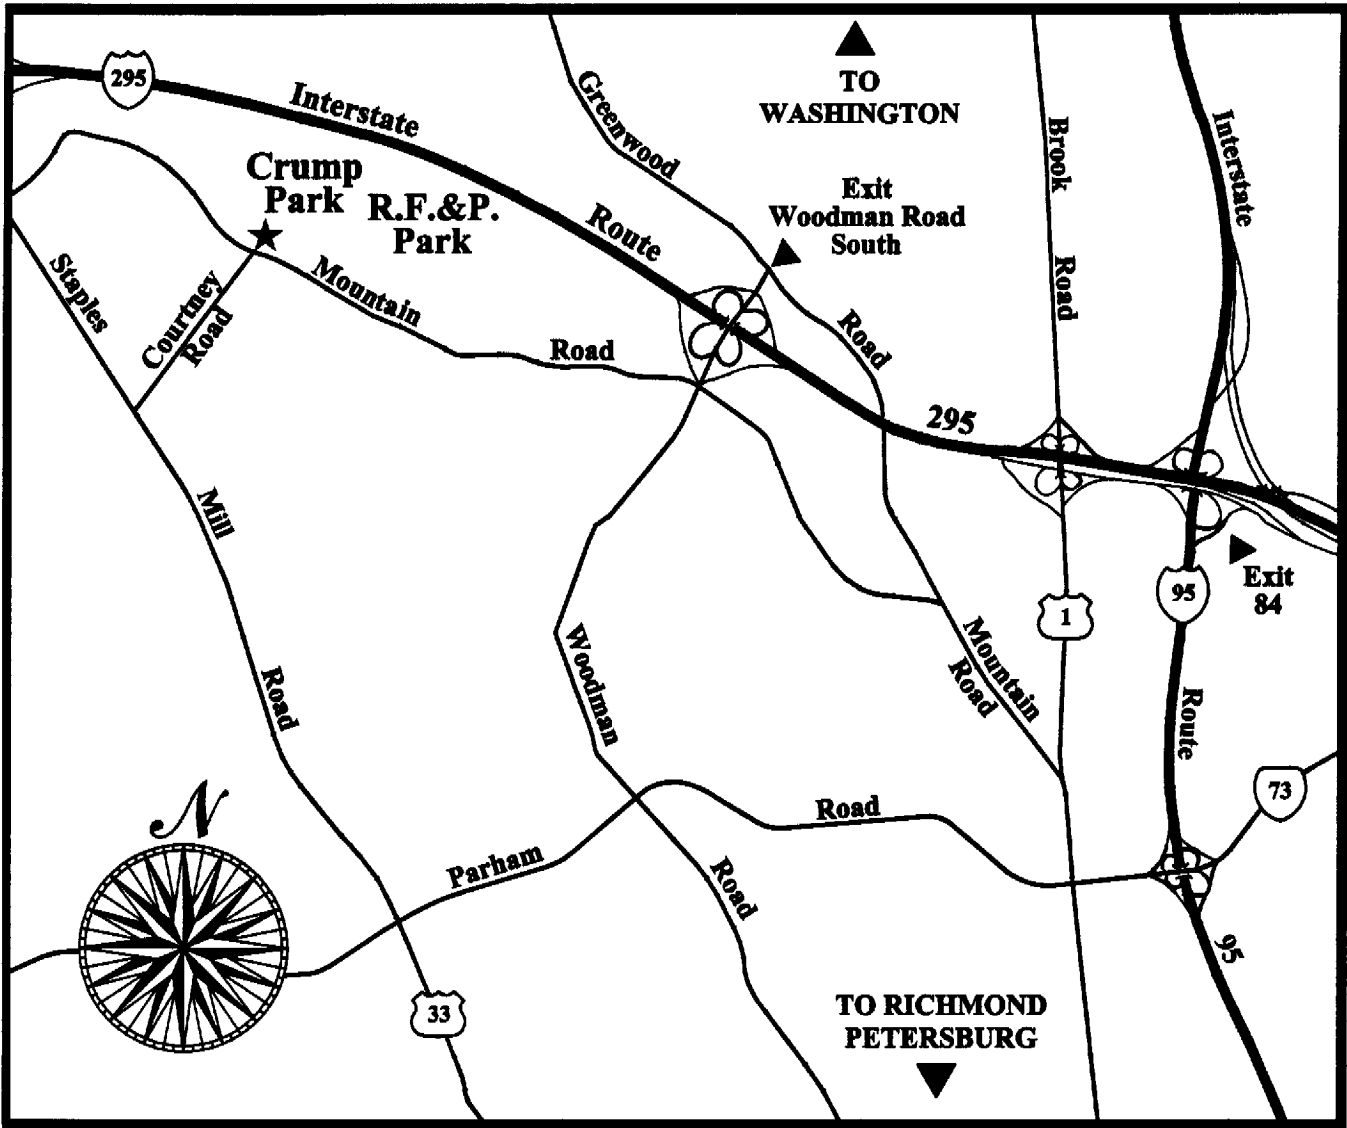 295
Interstate
Route
295
Greenwood
Road
TO
WASHINGTON
Brook
Road
Interstate
Route
95
Crump
Park
R.F.&P.
Park
Exit
Woodman Road
South
Staples
Mill
Road
Courtney
Road
Mountain
Road
Exit
84
95
1
Mountain
Road
Woodman
Road
73
Parham
Road
N
33
TO RICHMOND
PETERSBURG